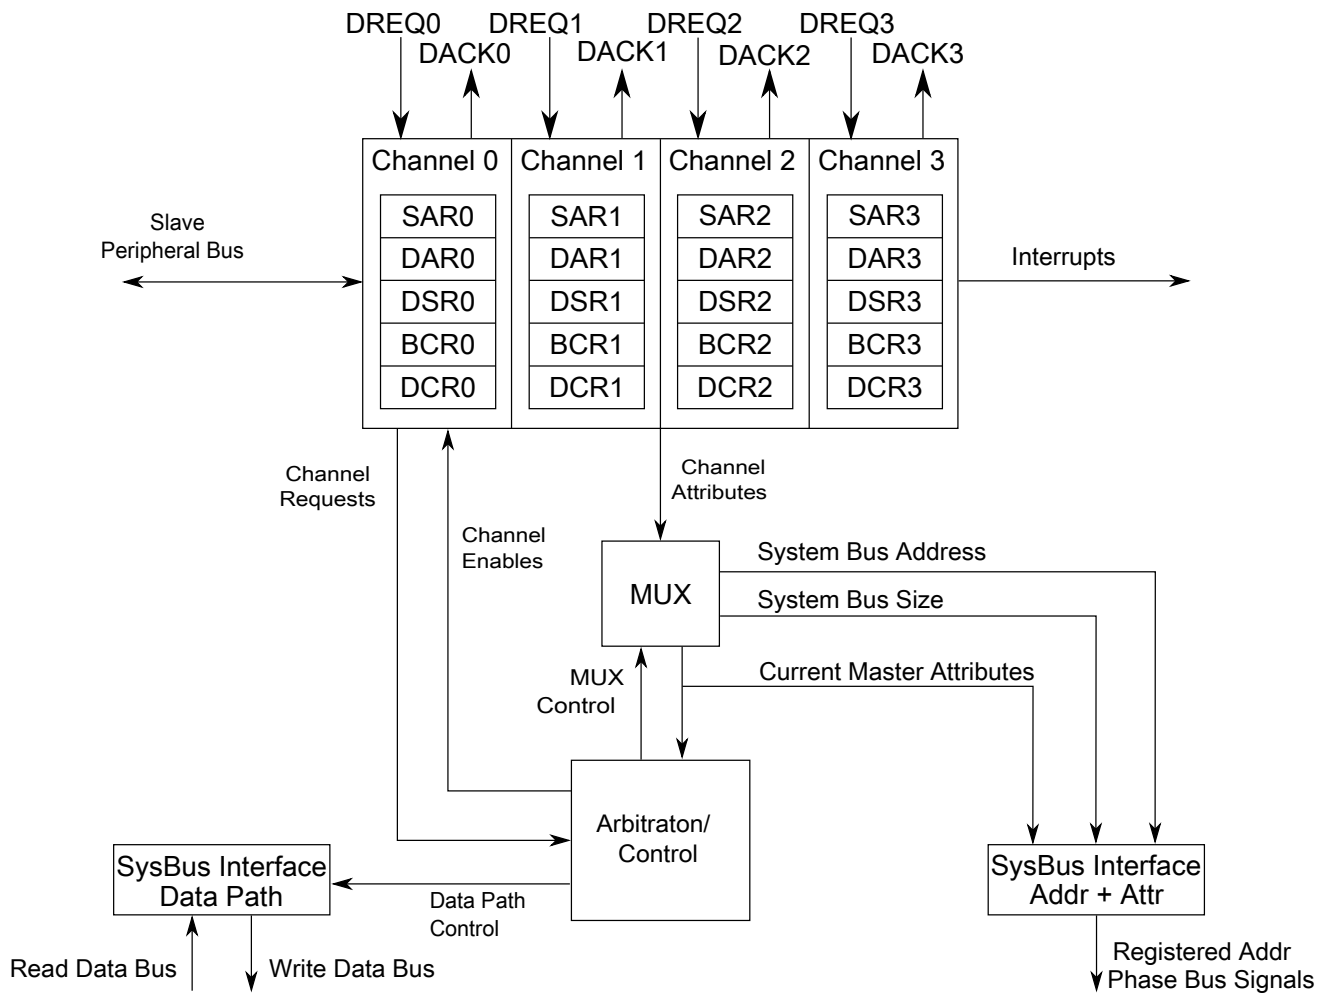 DREQ0 DREQ1 DREQ2 DREQ3
DACK0 DACK1 DACK2 DACK3
Channel 0 Channel 1 Channel 2 Channel 3
SAR0 SAR1 SAR2 SAR3
DAR0 DAR1 DAR2 DAR3
DSR0 DSR1 DSR2 DSR3
BCR0 BCR1 BCR2 BCR3
DCR0 DCR1 DCR2 DCR3
Slave
Peripheral Bus
Interrupts
Channel
Requests
Channel
Enables
Channel
Attributes
MUX
System Bus Address
System Bus Size
Current Master Attributes
MUX
Control
Arbitraton/
Control
SysBus Interface
Data Path
Data Path
Control
Read Data Bus
Write Data Bus
SysBus Interface
Addr + Attr
Registered Addr
Phase Bus Signals